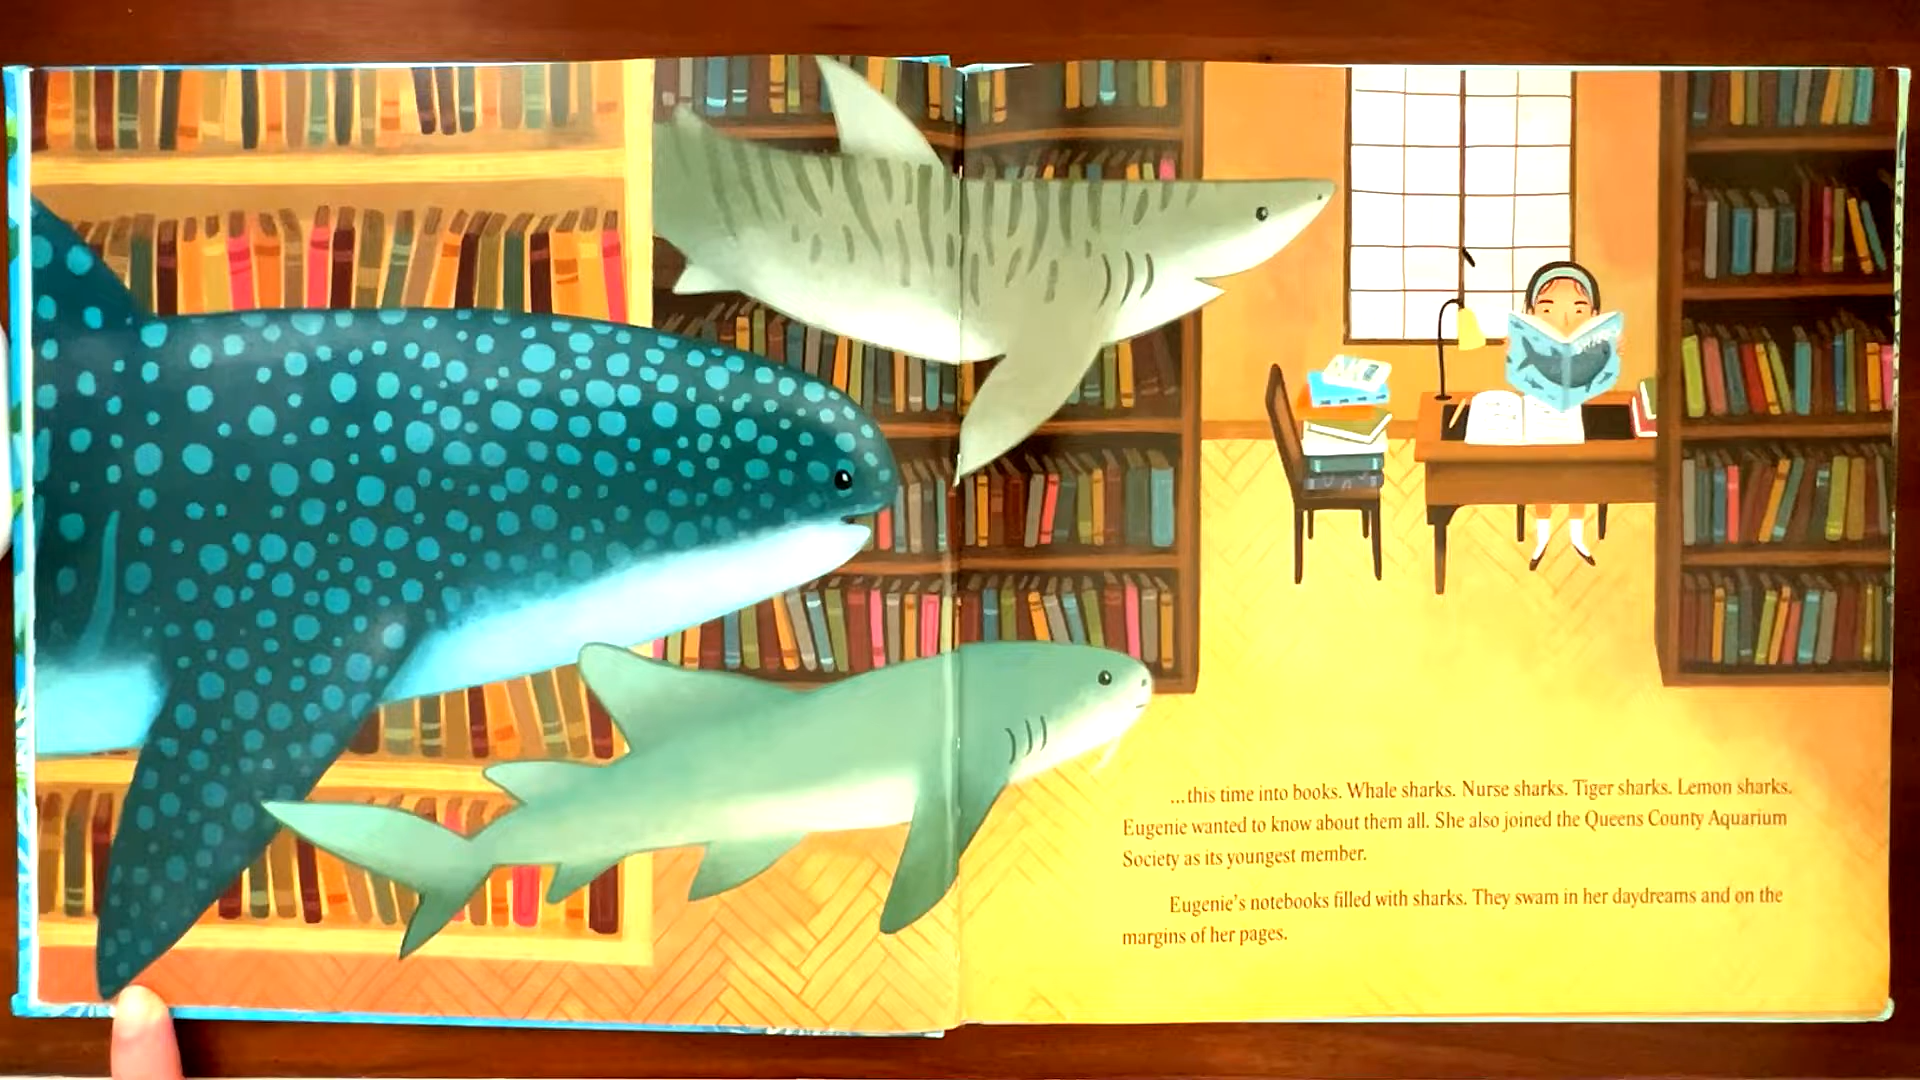 ...this time into books. Whale sharks. Nurse sharks. Tiger sharks. Lemon sharks.
Eugenie wanted to know about them all. She also joined the Queens County Aquarium
Society as its youngest member.
Eugenie's notebooks filled with sharks. They swam in her daydreams and on the
margins of her pages.